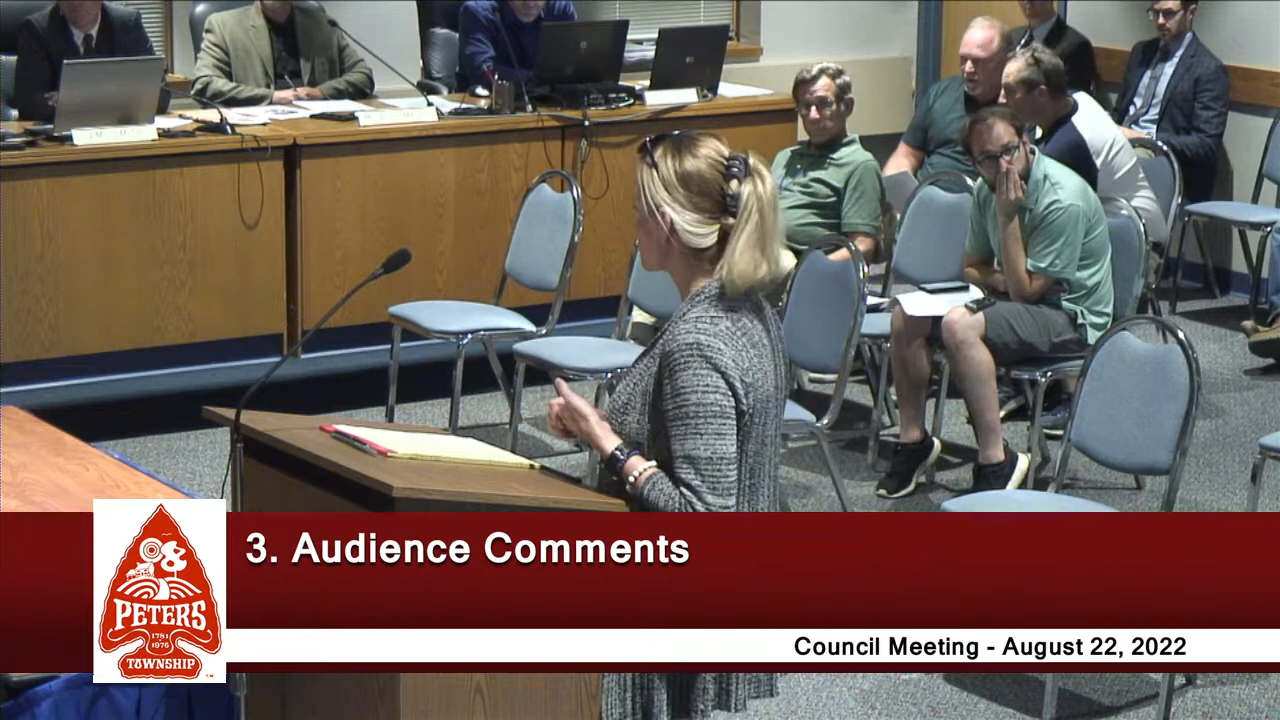 3. Audience Comments
Council Meeting - August 22, 2022
PETERS
1781
1976
TOWNSHIP